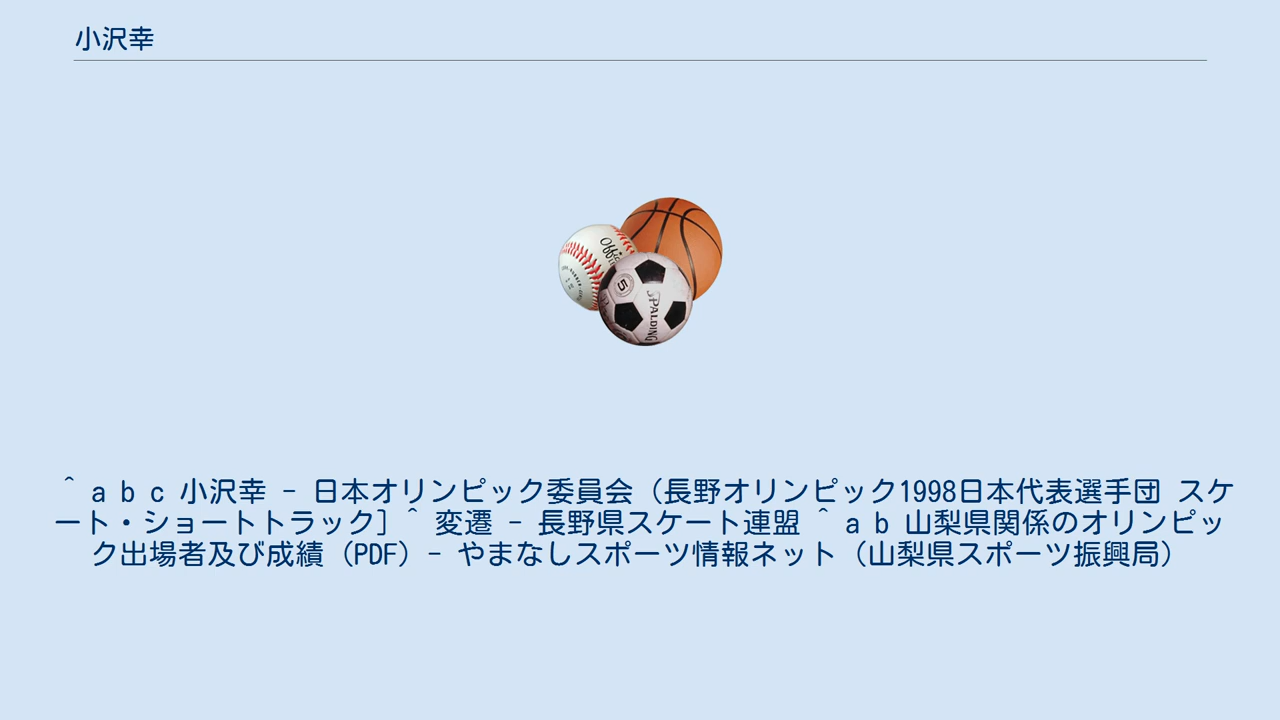 小沢幸
Offic
5
SPALDING
＾ a b c 小沢幸 - 日本オリンピック委員会（長野オリンピック1998日本代表選手団 スケ
ート・ショートトラック］＾ 変遷 - 長野県スケート連盟 ＾ a b 山梨県関係のオリンピッ
ク出場者及び成績（PDF）- やまなしスポーツ情報ネット（山梨県スポーツ振興局）